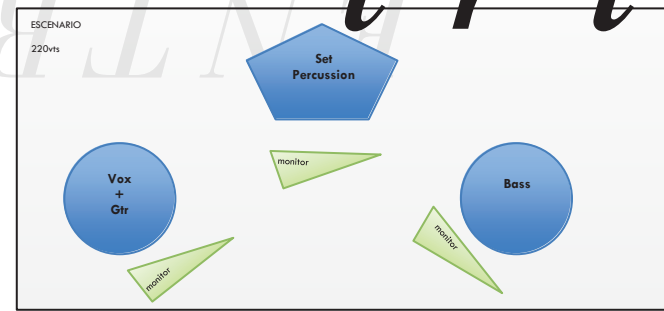 ESCENARIO
220vts
Set
Percussion
monitor
Vox
+
Gtr
Bass
monitor
monitor